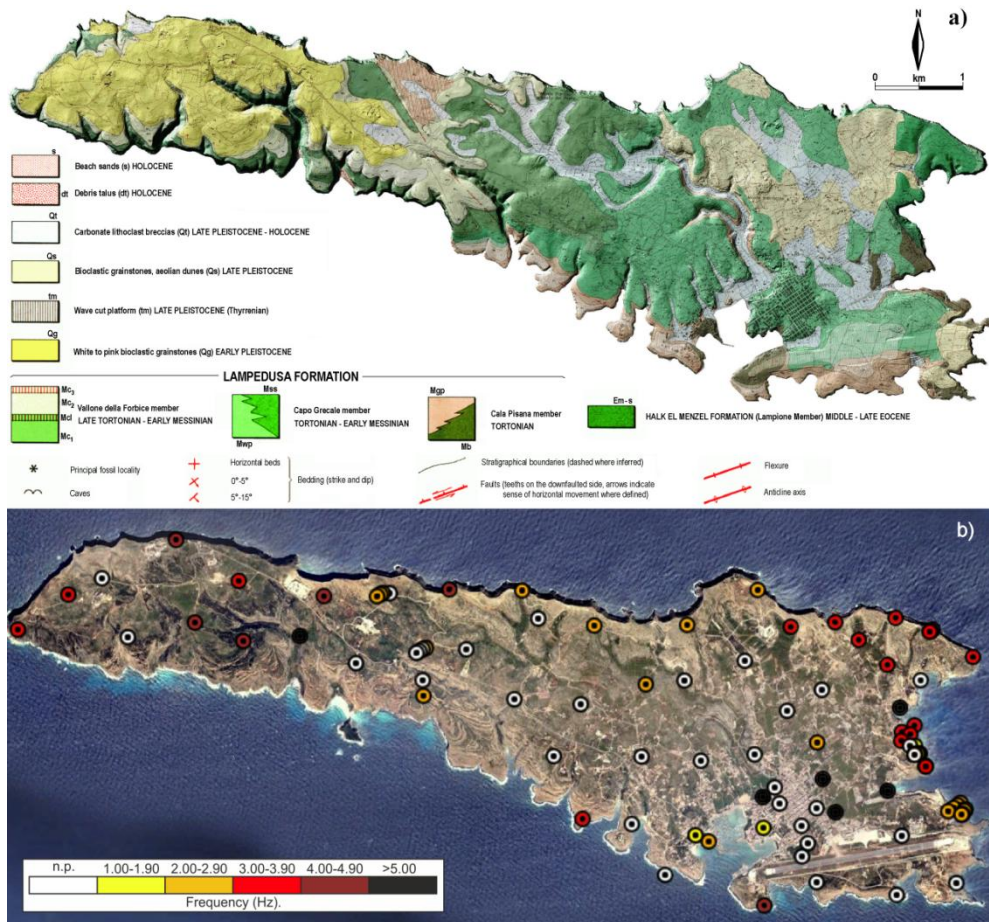 a)
N
0 km 1
s
Beach sands (s) HOLOCENE
dt
Debris talus (dt) HOLOCENE
Qt
Carbonate lithoclast breccias (Qt) LATE PLEISTOCENE - HOLOCENE
Qs
Bioclastic grainstones, aeolian dunes (Qs) LATE PLEISTOCENE
tm
Wave cut platform (tm) LATE PLEISTOCENE (Thyrrenian)
Qg
White to pink bioclastic grainstones (Qg) EARLY PLEISTOCENE
LAMPEDUSA FORMATION
Mc3
Mc2
Mcl
Mc1
Vallone della Forbice member
LATE TORTONIAN - EARLY MESSINIAN
Mss
Mwp
Capo Grecale member
TORTONIAN - EARLY MESSINIAN
Mgp
Mb
Cala Pisana member
TORTONIAN
Em-s
HALK EL MENZEL FORMATION (Lampione Member) MIDDLE - LATE EOCENE
Principal fossil locality
Caves
Horizontal beds
0°-5°
5°-15°
Bedding (strike and dip)
Stratigraphical boundaries (dashed where inferred)
Faults (teeths on the downfaulted side, arrows indicate
sense of horizontal movement where defined)
Flexure
Anticline axis
b)
n.p. 1.00-1.90 2.00-2.90 3.00-3.90 4.00-4.90 >5.00
Frequency (Hz).